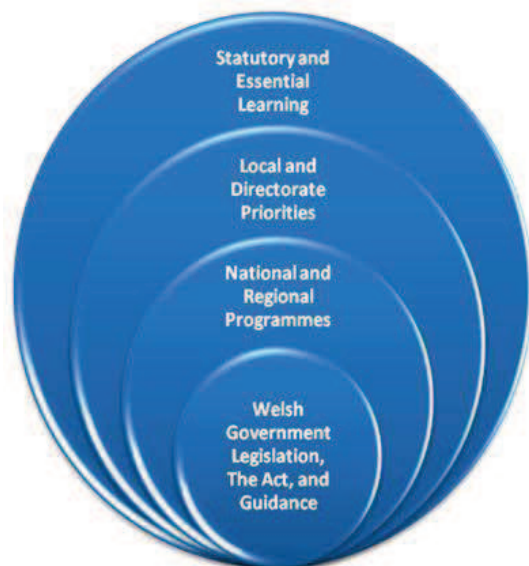 Statutory and
Essential
Learning
Local and
Directorate
Priorities
National and
Regional
Programmes
Welsh
Government
Legislation,
The Act, and
Guidance